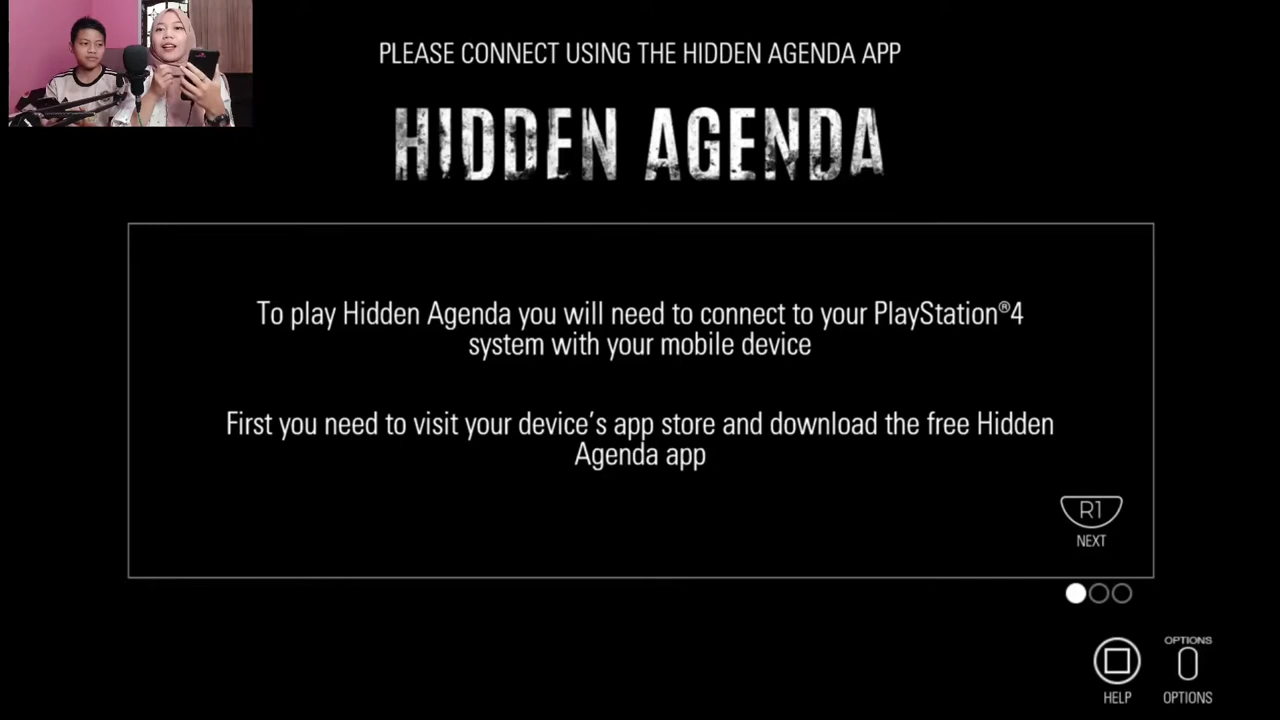 PLEASE CONNECT USING THE HIDDEN AGENDA APP
HIDDEN AGENDA
To play Hidden Agenda you will need to connect to your PlayStation®4
system with your mobile device
First you need to visit your device's app store and download the free Hidden
Agenda app
R1
NEXT
OPTIONS
HELP
OPTIONS